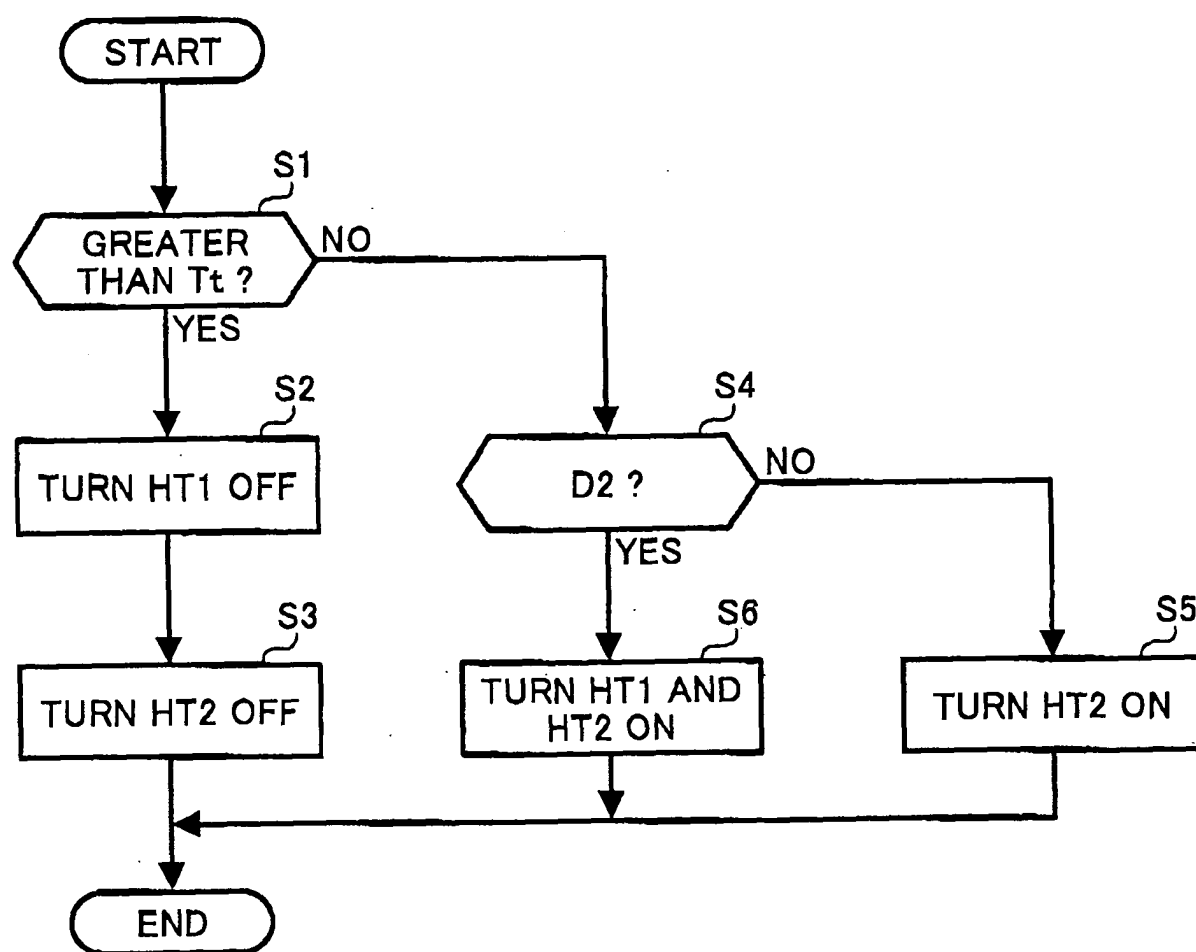 START
S1
GREATER
THAN Tt ?
NO
YES
S2
TURN HT1 OFF
S4
D2 ?
NO
YES
S3
TURN HT2 OFF
S6
TURN HT1 AND
HT2 ON
S5
TURN HT2 ON
END